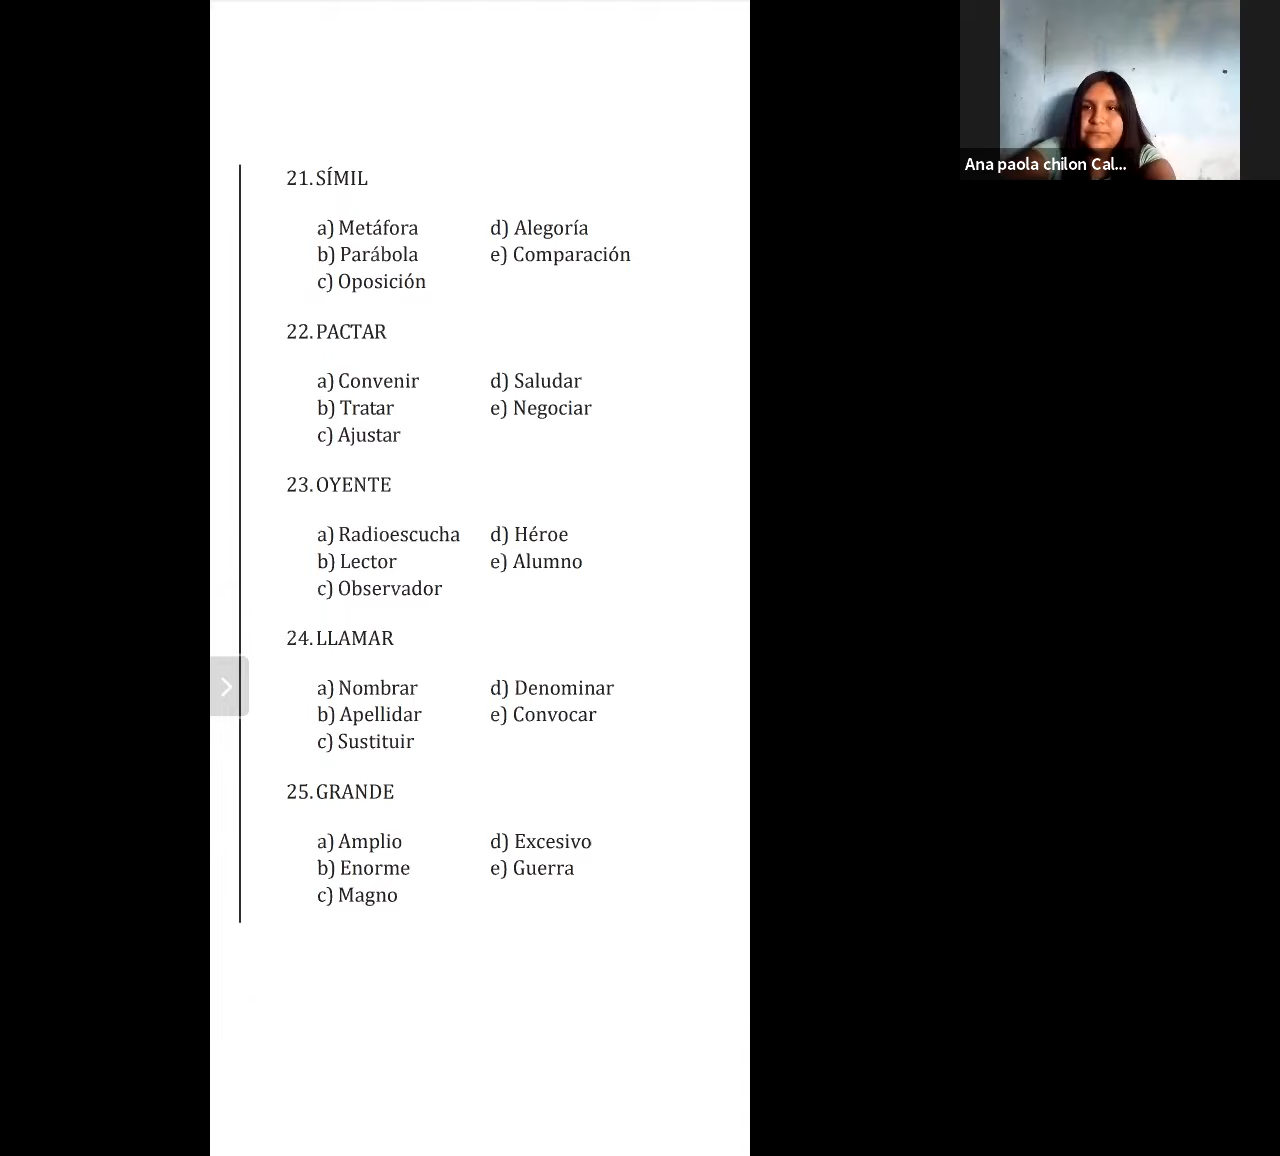 21. SÍMIL
a) Metáfora d) Alegoría
b) Parábola e) Comparación
c) Oposición
22. PACTAR
a) Convenir d) Saludar
b) Tratar e) Negociar
c) Ajustar
23. OYENTE
a) Radioescucha d) Héroe
b) Lector e) Alumno
c) Observador
24. LLAMAR
a) Nombrar d) Denominar
b) Apellidar e) Convocar
c) Sustituir
25. GRANDE
a) Amplio d) Excesivo
b) Enorme e) Guerra
c) Magno
Ana paola chilon Cal...